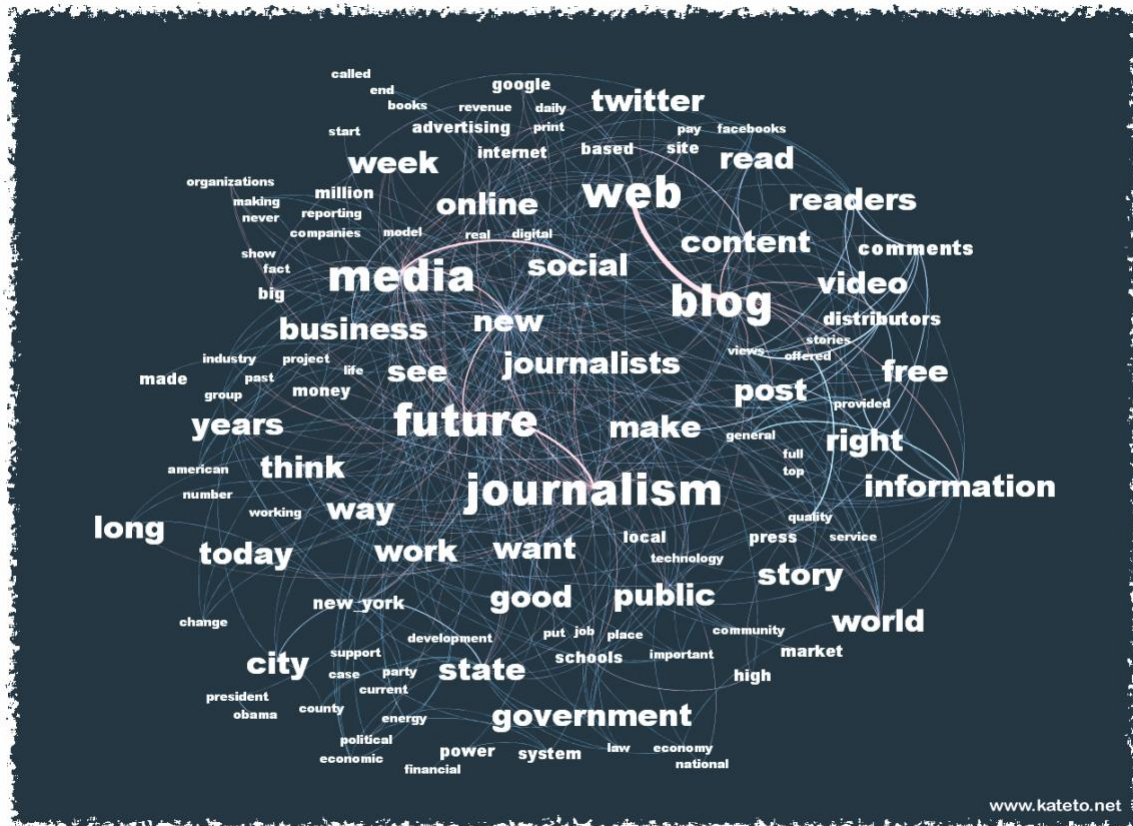 called
google
end
twitter
books
revenue
daily
advertising
print
pay
facebooks
start
internet
based
site
week
read
organizations
million
web
making
online
readers
never
reporting
companies
model
real
digital
content
comments
show
social
fact
media
video
big
blog
business
new
distributors
stories
industry
project
views
offered
journalists
see
life
free
made
past
group
money
post
provided
years
future
make
general
right
full
american
think
top
number
journalism
information
working
way
quality
long
local
press
service
today
work
want
technology
story
new_york
good
public
world
change
development
put
job
place
community
support
schools
important
market
city
case
party
state
high
president
current
obama
county
energy
government
political
economic
power
system
law
economy
financial
national
www.kateto.net